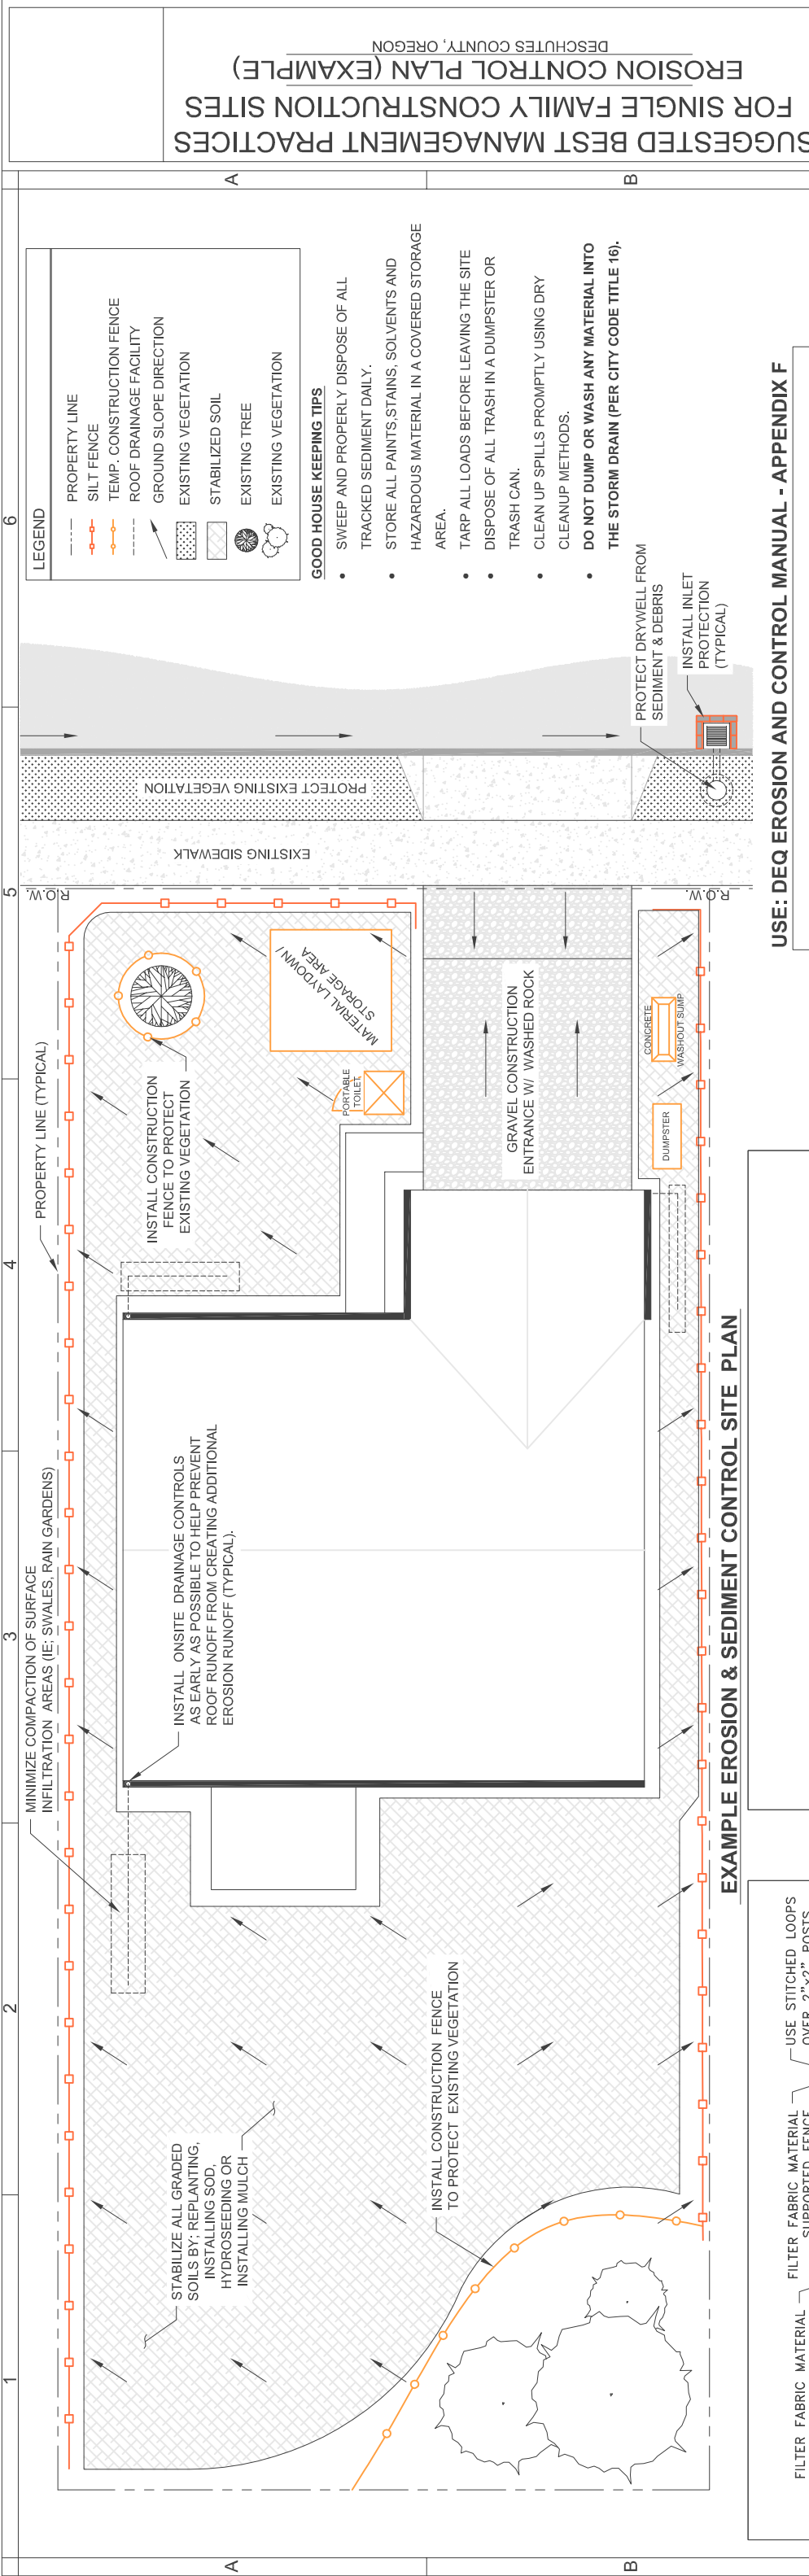 SUGGESTED BEST MANAGEMENT PRACTICES
FOR SINGLE FAMILY CONSTRUCTION SITES
EROSION CONTROL PLAN (EXAMPLE)
DESCHUTES COUNTY, OREGON
1
2
3
4
5
6
A
B
A
B
LEGEND
PROPERTY LINE
SILT FENCE
TEMP. CONSTRUCTION FENCE
ROOF DRAINAGE FACILITY
GROUND SLOPE DIRECTION
EXISTING VEGETATION
STABILIZED SOIL
EXISTING TREE
EXISTING VEGETATION
GOOD HOUSE KEEPING TIPS
• SWEEP AND PROPERLY DISPOSE OF ALL
TRACKED SEDIMENT DAILY.
• STORE ALL PAINTS,STAINS, SOLVENTS AND
HAZARDOUS MATERIAL IN A COVERED STORAGE
AREA.
• TARP ALL LOADS BEFORE LEAVING THE SITE
• DISPOSE OF ALL TRASH IN A DUMPSTER OR
TRASH CAN.
• CLEAN UP SPILLS PROMPTLY USING DRY
CLEANUP METHODS.
• DO NOT DUMP OR WASH ANY MATERIAL INTO
THE STORM DRAIN (PER CITY CODE TITLE 16).
MINIMIZE COMPACTION OF SURFACE
INFILTRATION AREAS (IE; SWALES, RAIN GARDENS)
PROPERTY LINE (TYPICAL)
R.O.W.
STABILIZE ALL GRADED
SOILS BY; REPLANTING,
INSTALLING SOD,
HYDROSEEDING OR
INSTALLING MULCH
INSTALL ONSITE DRAINAGE CONTROLS
AS EARLY AS POSSIBLE TO HELP PREVENT
ROOF RUNOFF FROM CREATING ADDITIONAL
EROSION RUNOFF (TYPICAL).
INSTALL CONSTRUCTION
FENCE TO PROTECT
EXISTING VEGETATION
MATERIAL LAYDOWN /
STORAGE AREA
PORTABLE
TOILET
EXISTING SIDEWALK
PROTECT EXISTING VEGETATION
INSTALL CONSTRUCTION FENCE
TO PROTECT EXISTING VEGETATION
GRAVEL CONSTRUCTION
ENTRANCE W/ WASHED ROCK
DUMPSTER
CONCRETE
WASHOUT SUMP
R.O.W.
PROTECT DRYWELL FROM
SEDIMENT & DEBRIS
INSTALL INLET
PROTECTION
(TYPICAL)
EXAMPLE EROSION & SEDIMENT CONTROL SITE PLAN
USE: DEQ EROSION AND CONTROL MANUAL - APPENDIX F
FILTER FABRIC MATERIAL
FILTER FABRIC MATERIAL
SUPPORTED FENCE
USE STITCHED LOOPS
OVER 2"x2" POSTS